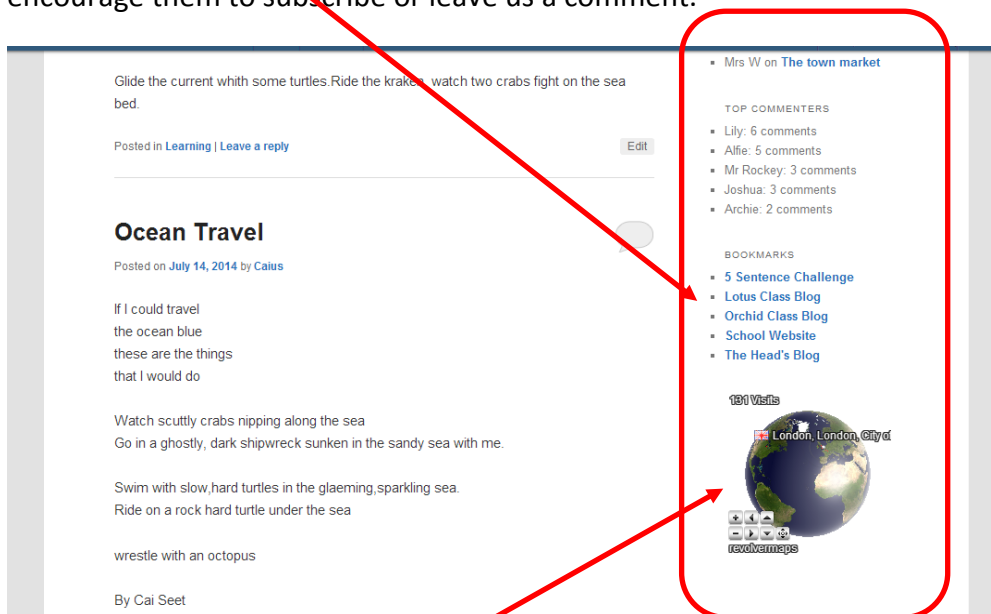 encourage them to subscribe or leave us a comment.
Glide the current whith some turtles.Ride the kraken, watch two crabs fight on the sea
bed.
Posted in Learning | Leave a reply
Edit
Ocean Travel
Posted on July 14, 2014 by Caius
If I could travel
the ocean blue
these are the things
that I would do
Watch scuttly crabs nipping along the sea
Go in a ghostly, dark shipwreck sunken in the sandy sea with me.
Swim with slow,hard turtles in the glaeming,sparkling sea.
Ride on a rock hard turtle under the sea
wrestle with an octopus
By Cai Seet
Mrs W on The town market
TOP COMMENTERS
Lily: 6 comments
Alfie: 5 comments
Mr Rockey: 3 comments
Joshua: 3 comments
Archie: 2 comments
BOOKMARKS
5 Sentence Challenge
Lotus Class Blog
Orchid Class Blog
School Website
The Head's Blog
131 Visits
London, London, City of
revolvermaps